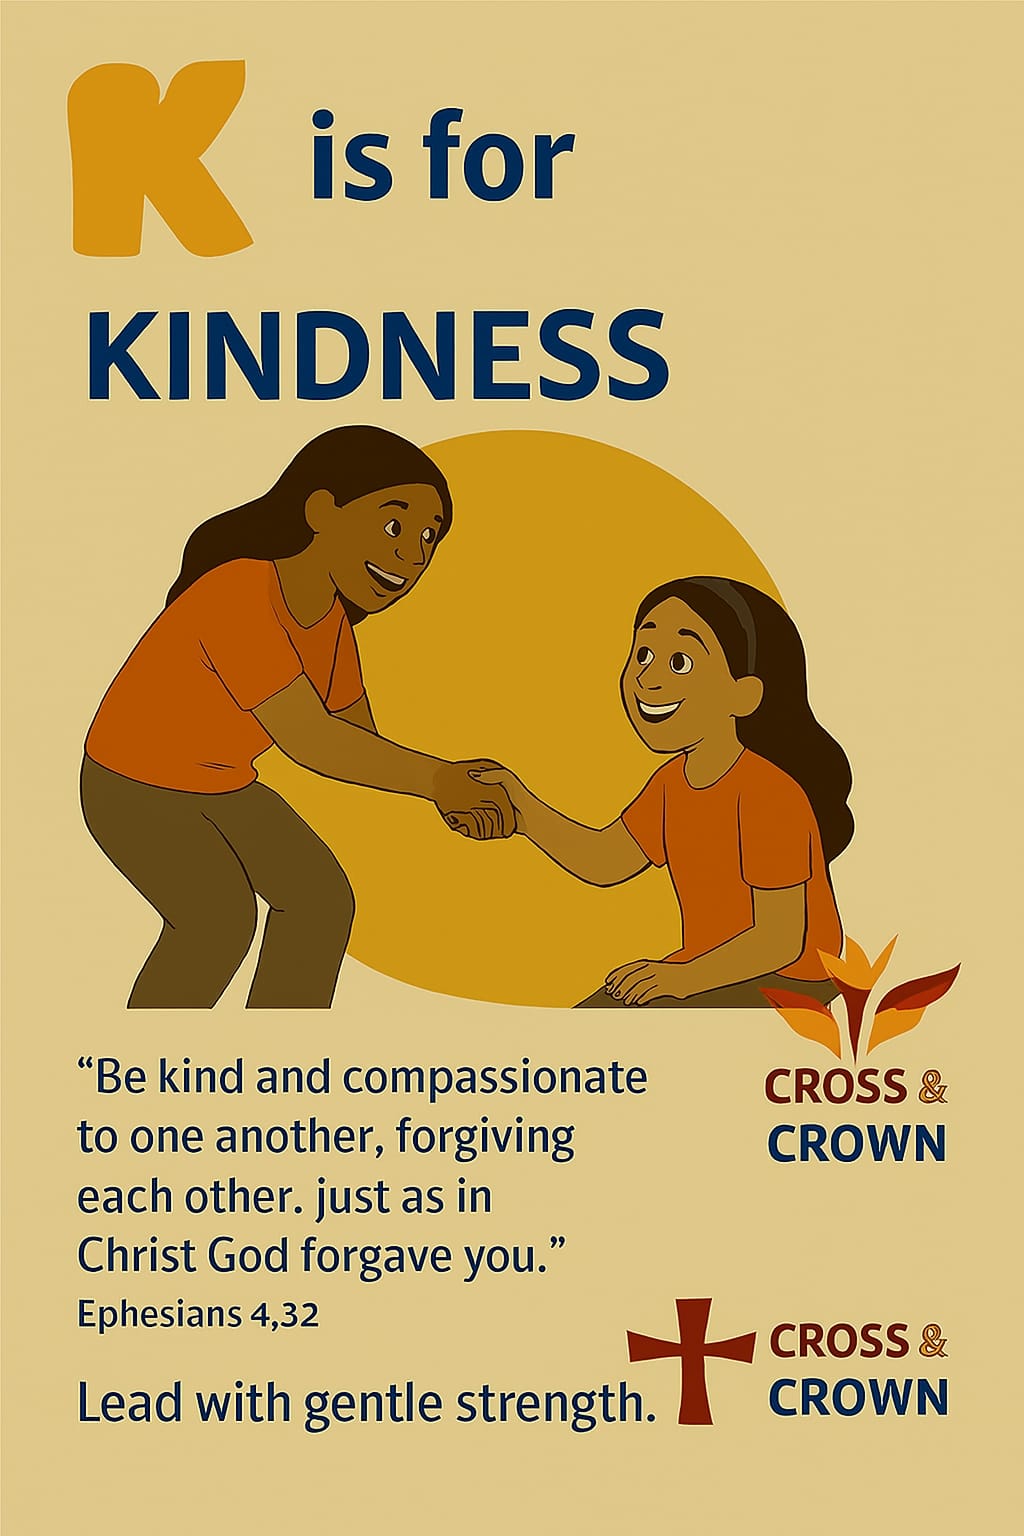 K is for
KINDNESS
“Be kind and compassionate
to one another, forgiving
each other. just as in
Christ God forgave you.”
Ephesians 4,32
Lead with gentle strength.
CROSS &
CROWN
CROSS &
CROWN